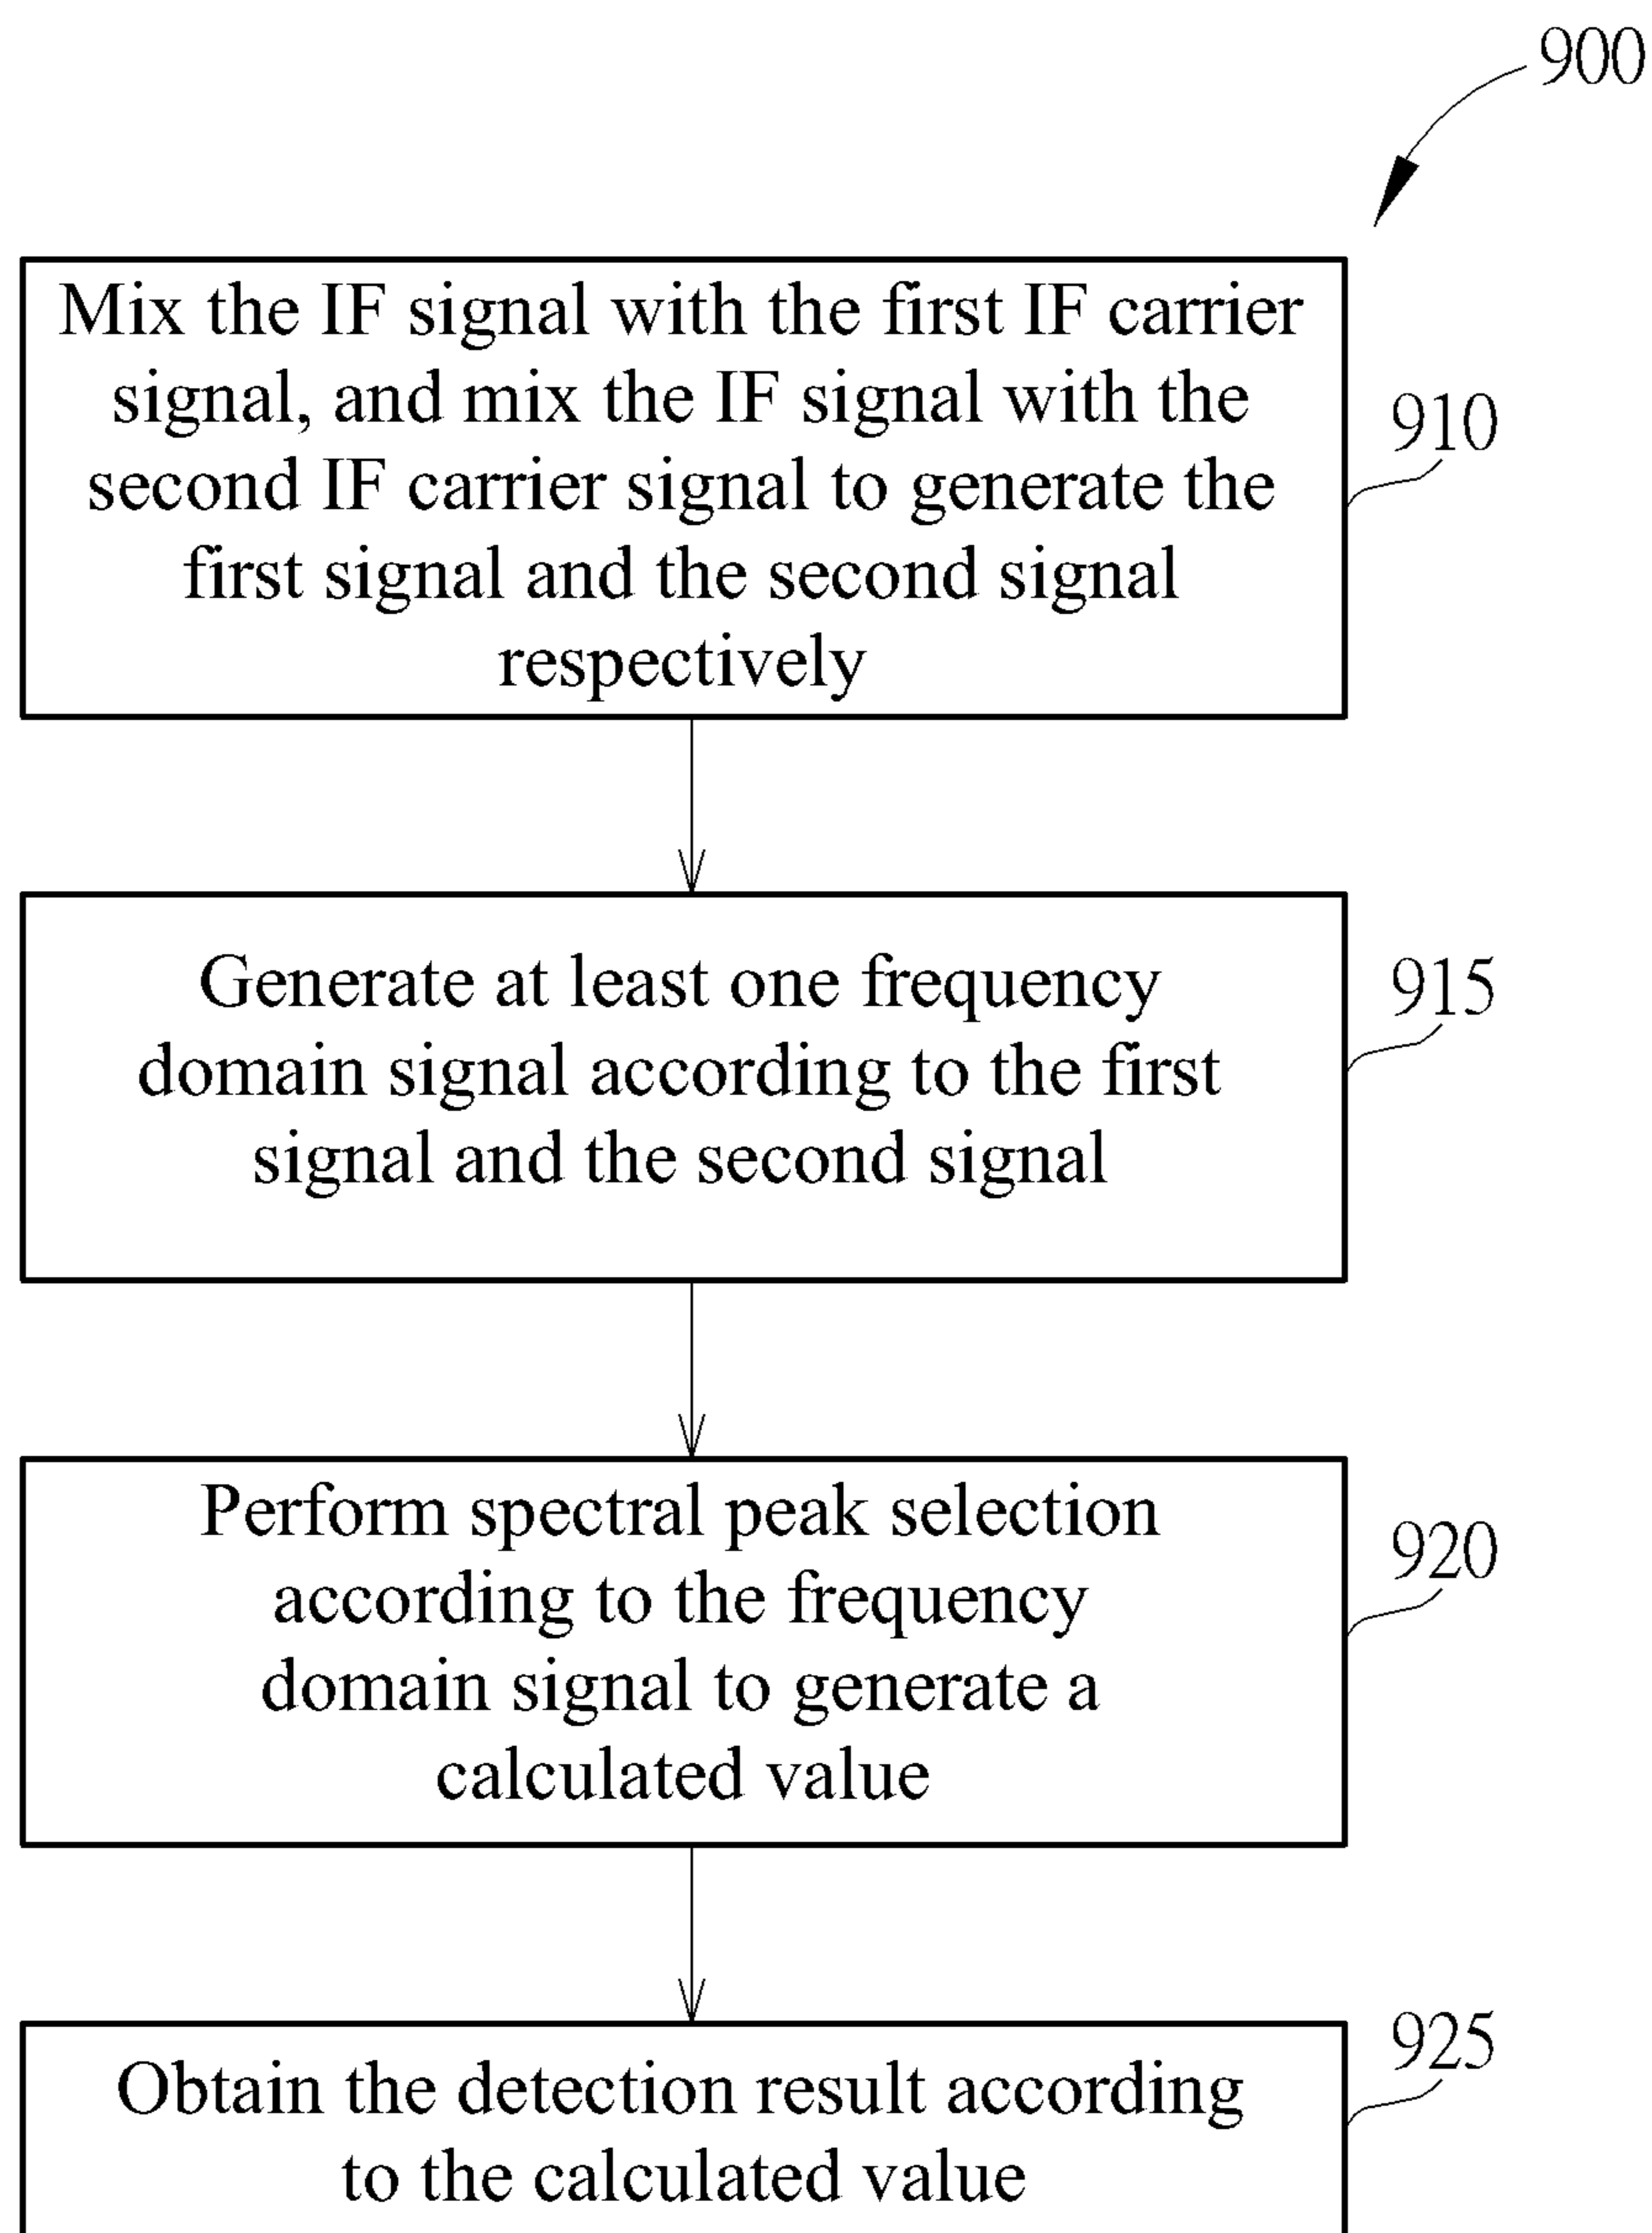 900
Mix the IF signal with the first IF carrier
signal, and mix the IF signal with the
second IF carrier signal to generate the
first signal and the second signal
respectively
910
Generate at least one frequency
domain signal according to the first
signal and the second signal
915
Perform spectral peak selection
according to the frequency
domain signal to generate a
calculated value
920
Obtain the detection result according
to the calculated value
925